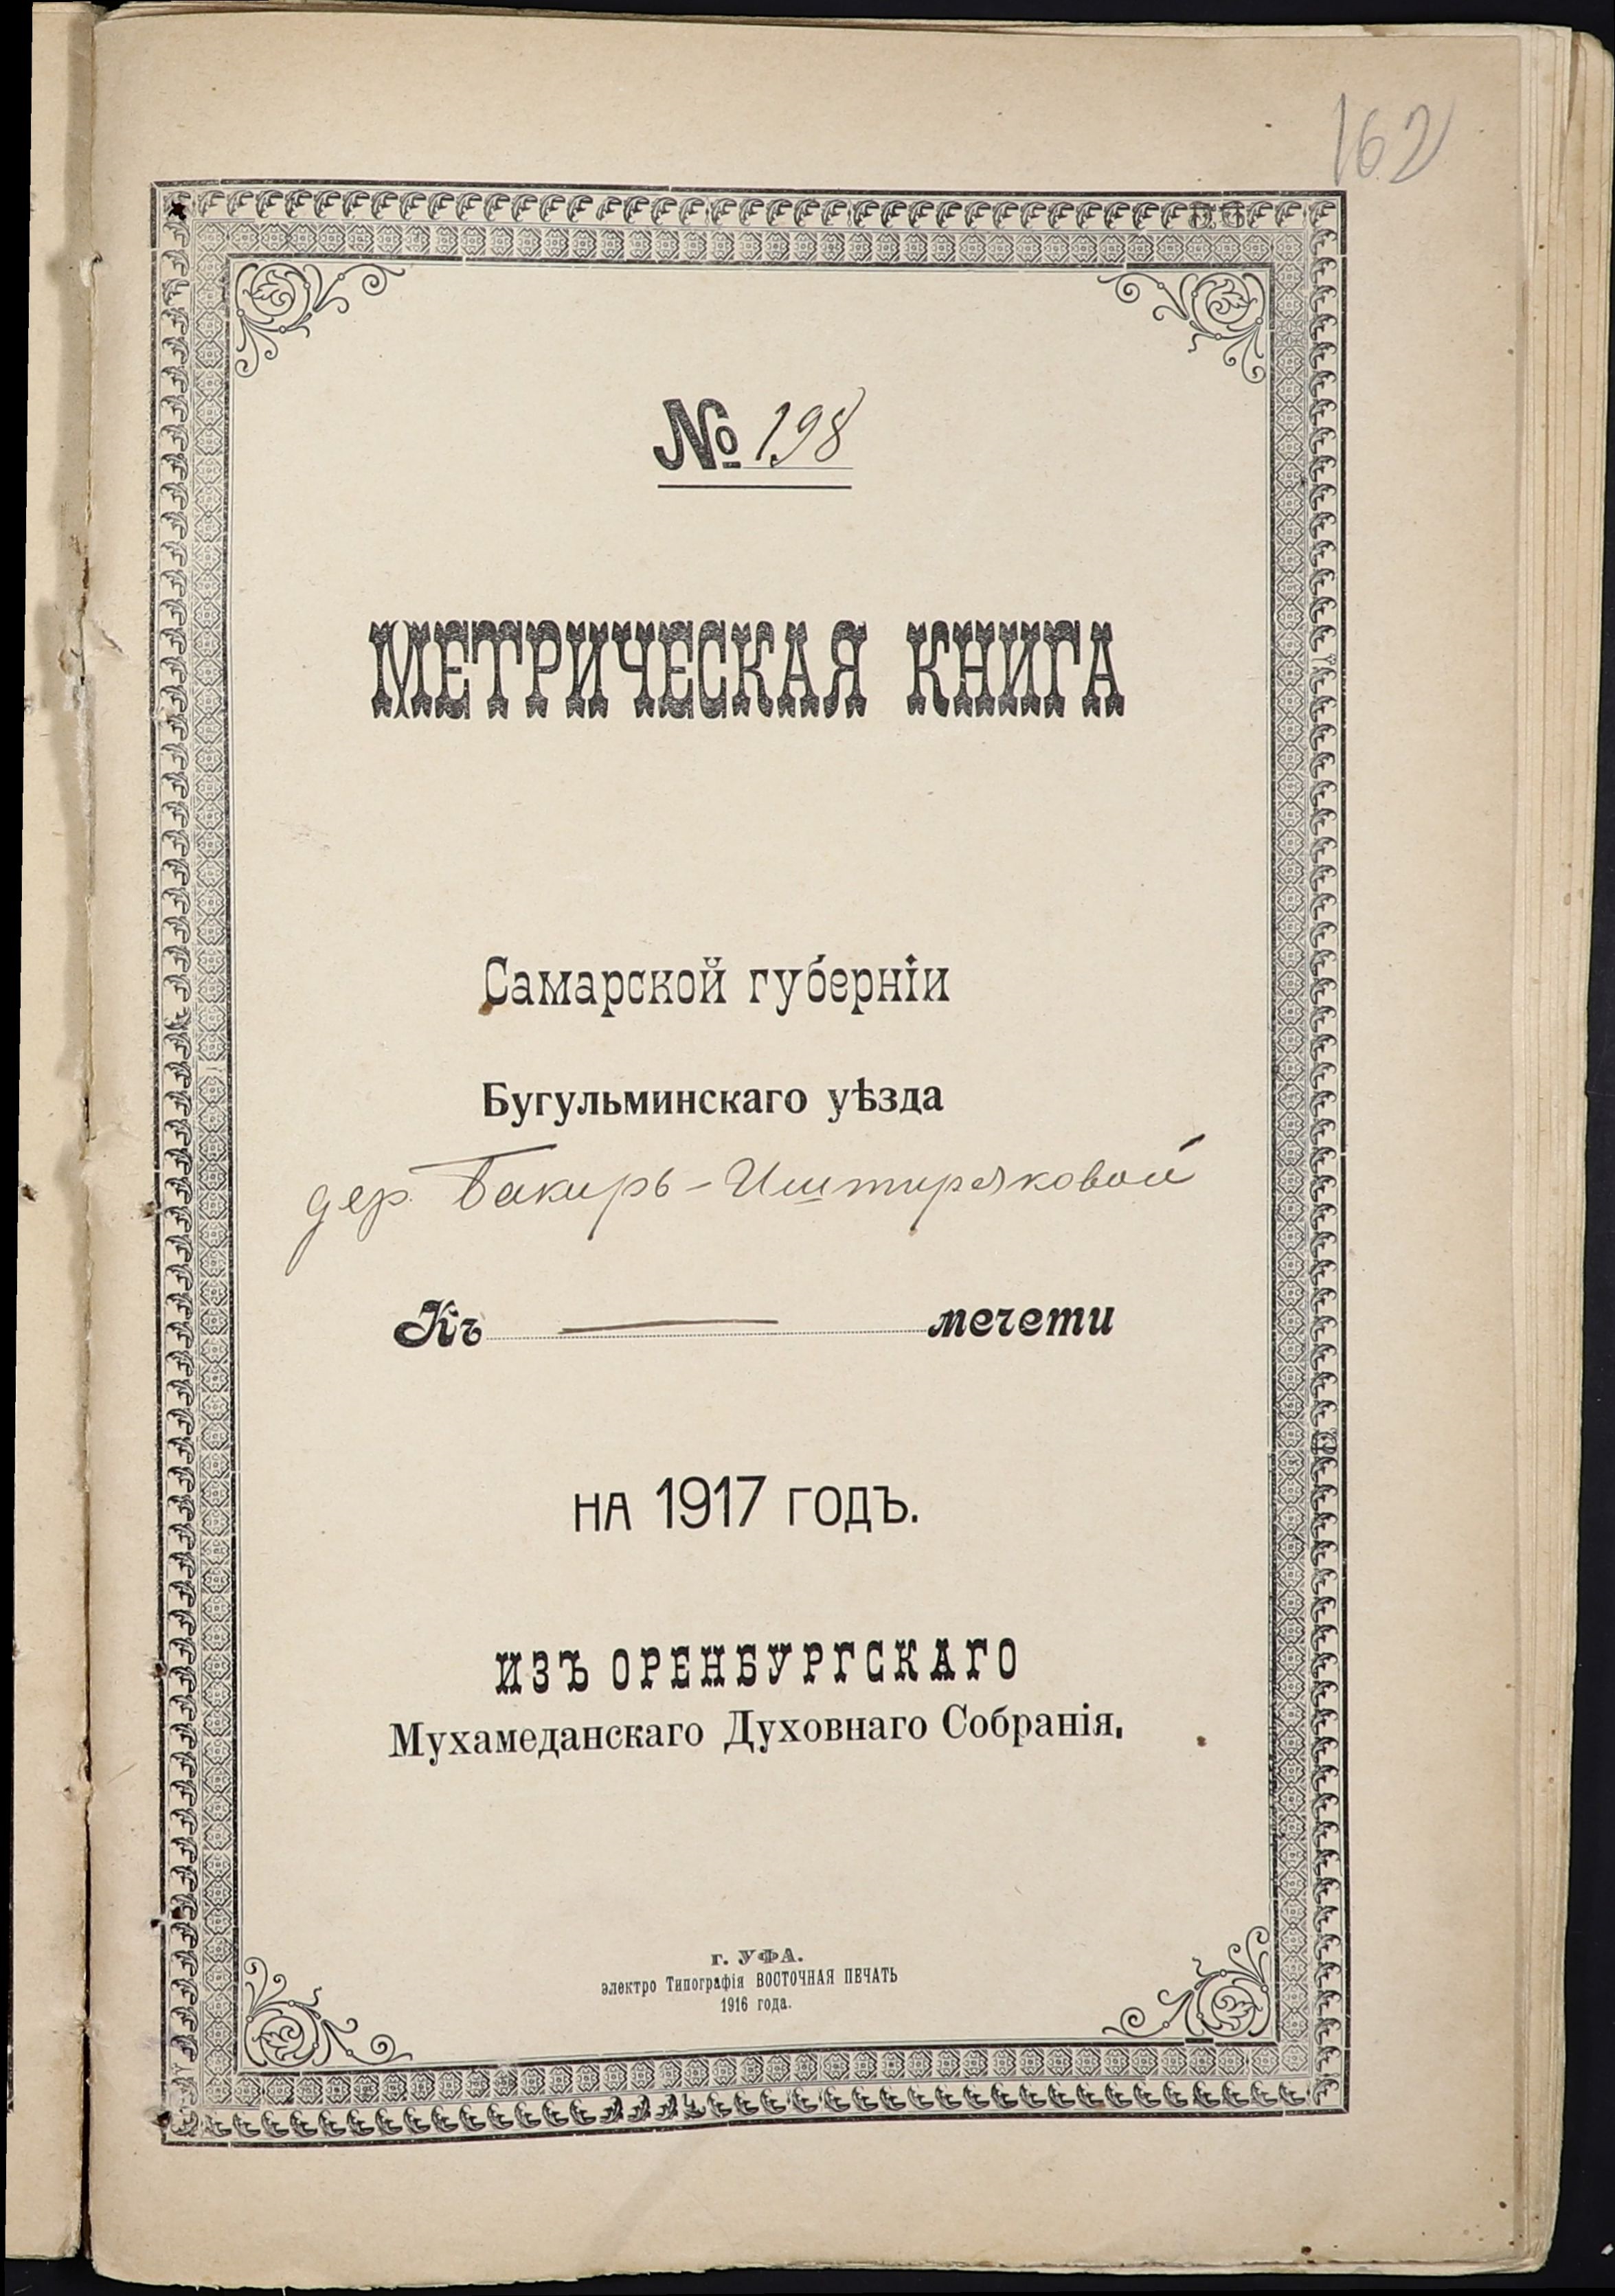 162
№ 198
МЕТРИЧЕСКАЯ КНИГА
Самарской губерніи
Бугульминскаго уѣзда
дер. Бакиръ-Иштиряковой
Къ — мечети
на 1917 годъ.
ИЗЪ ОРЕНБУРГСКАГО
Мухамеданскаго Духовнаго Собранія.
г. УФА.
электро Типографія ВОСТОЧНАЯ ПЕЧАТЬ
1916 года.